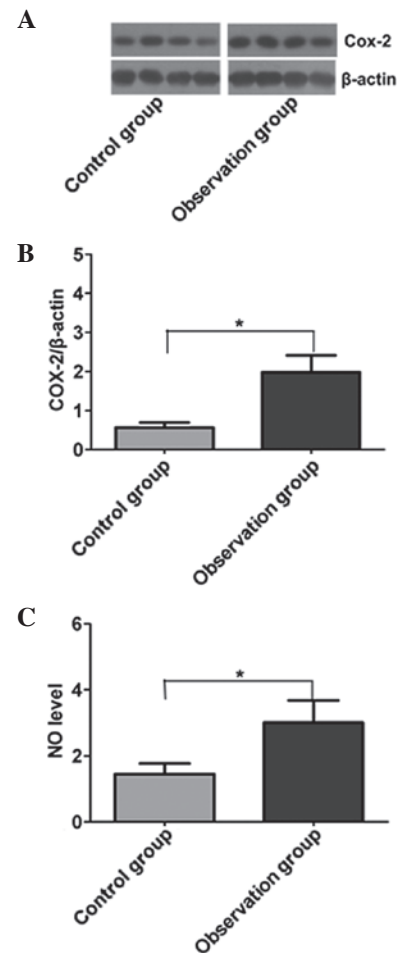 A
Cox-2
β-actin
Control group
Observation group
B
COX-2/β-actin
5
4
3
2
1
0
*
Control group
Observation group
C
NO level
6
4
2
0
*
Control group
Observation group